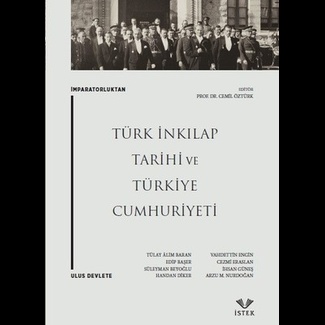 İMPARATORLUKTAN
EDİTÖR
PROF. DR. CEMİL ÖZTÜRK
TÜRK İNKILAP
TARİHİ VE
TÜRKİYE
CUMHURİYETİ
TÜLAY ÂLİM BARAN
EDİP BAŞER
SÜLEYMAN BEYOĞLU
HANDAN DİKER
VAHDETTİN ENGİN
CEZMİ ERASLAN
İHSAN GÜNEŞ
ARZU M. NURDOĞAN
ULUS DEVLETE
İSTEK